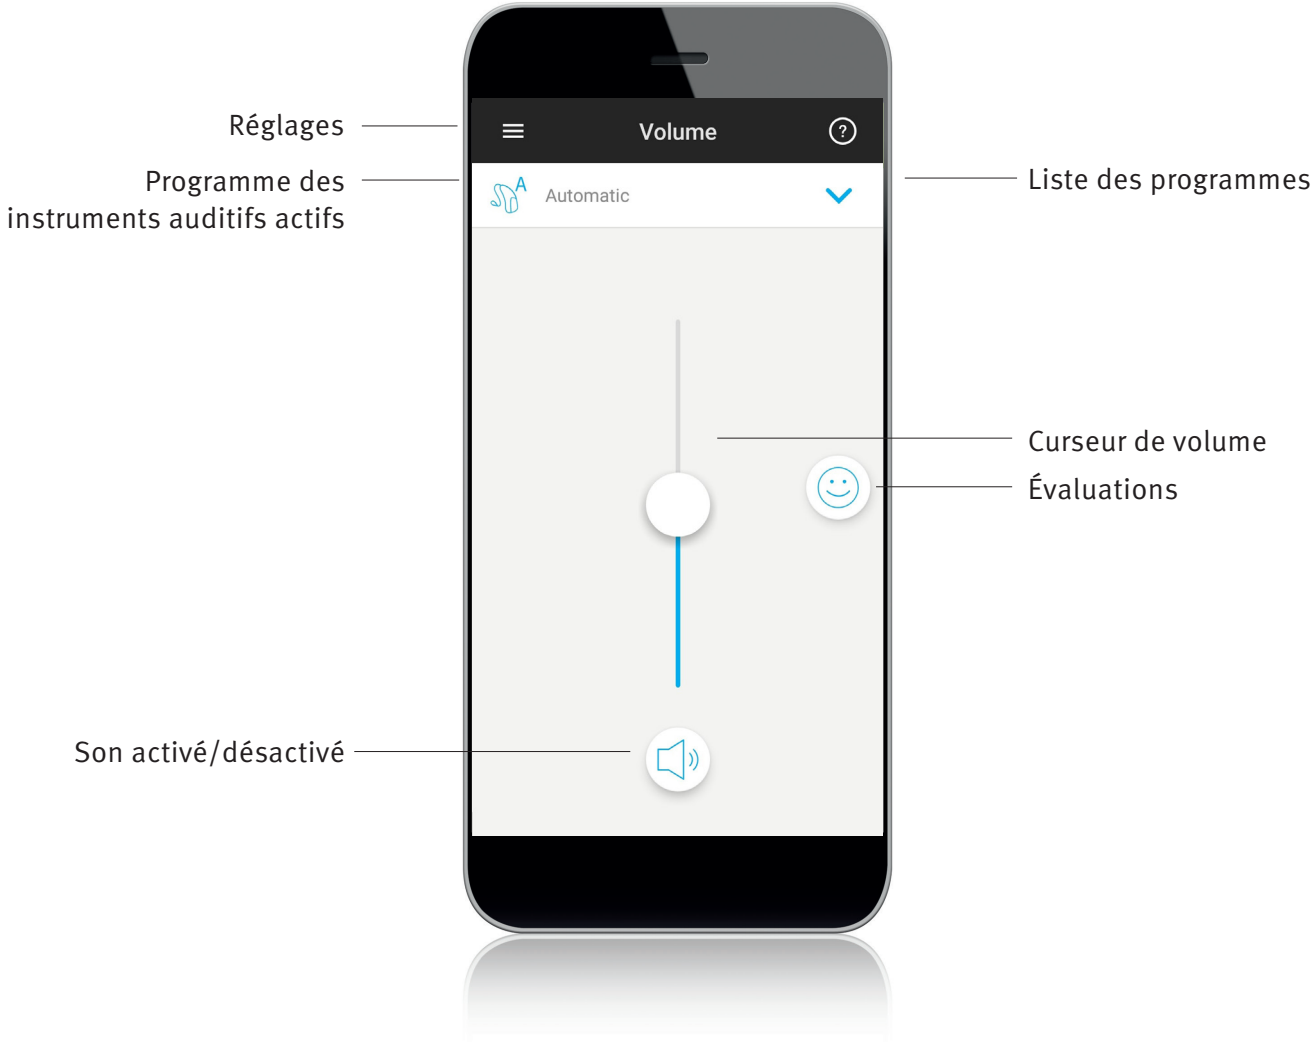 Réglages
Volume
?
Programme des
instruments auditifs actifs
A
Automatic
Liste des programmes
Curseur de volume
Évaluations
Son activé/désactivé